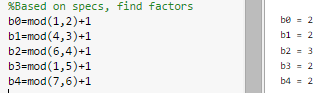 %Based on specs, find factors
b0=mod(1,2)+1
b1=mod(4,3)+1
b2=mod(6,4)+1
b3=mod(1,5)+1
b4=mod(7,6)+1
b0 = 2
b1 = 2
b2 = 3
b3 = 2
b4 = 2